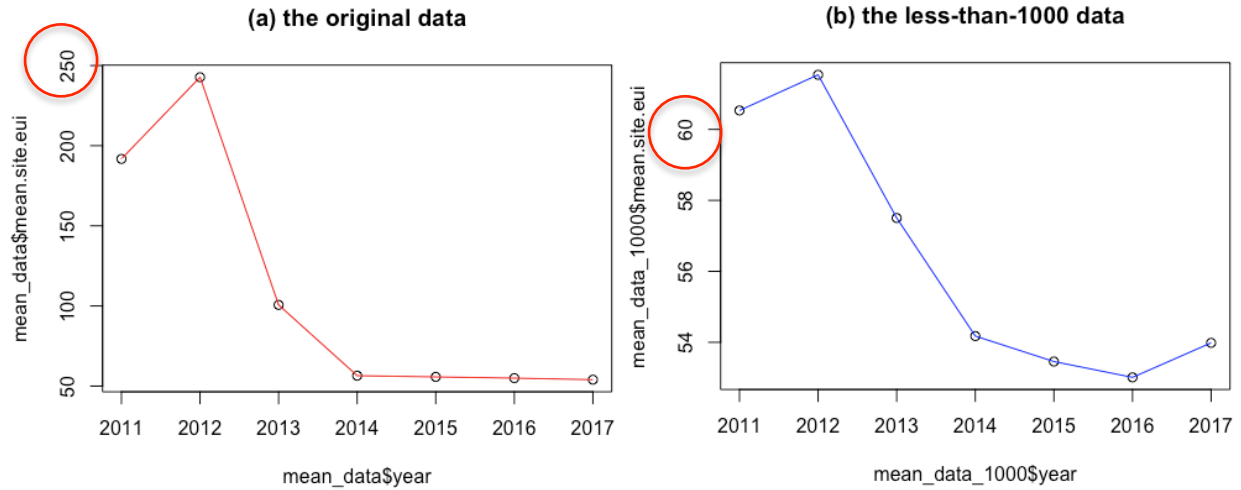 (a) the original data
mean_data$mean.site.eui
250
200
150
100
50
2011 2012 2013 2014 2015 2016 2017
mean_data$year
(b) the less-than-1000 data
mean_data_1000$mean.site.eui
60
58
56
54
2011 2012 2013 2014 2015 2016 2017
mean_data_1000$year